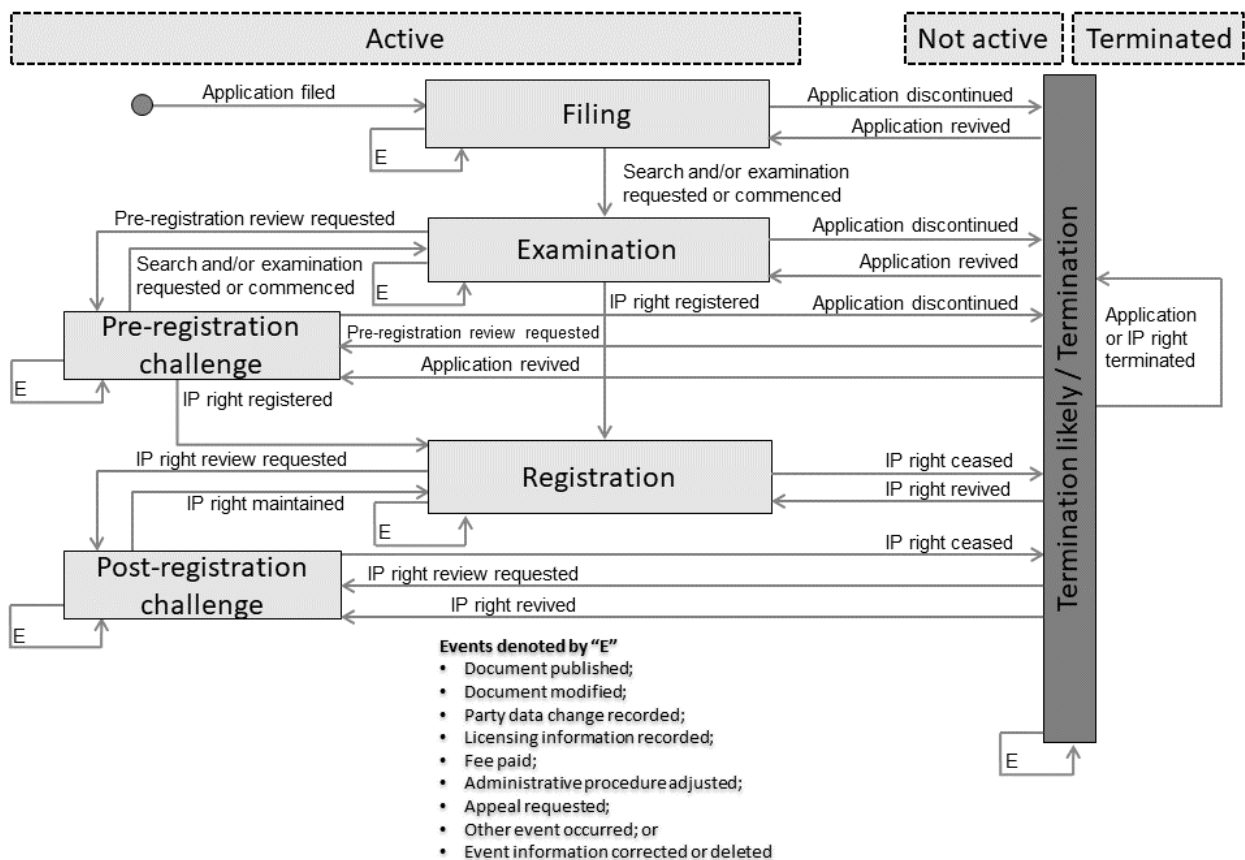 Active
Not active
Terminated
Application filed
Filing
Application discontinued
Application revived
E
Search and/or examination
requested or commenced
Pre-registration review requested
Examination
Application discontinued
Application revived
Search and/or examination
requested or commenced
E
IP right registered
Application discontinued
Pre-registration
challenge
Pre-registration review requested
Application revived
E
IP right registered
Application
or IP right
terminated
Termination likely / Termination
IP right review requested
Registration
IP right ceased
IP right revived
IP right maintained
E
IP right ceased
Post-registration
challenge
IP right review requested
IP right revived
E
Events denoted by "E"
• Document published;
• Document modified;
• Party data change recorded;
• Licensing information recorded;
• Fee paid;
• Administrative procedure adjusted;
• Appeal requested;
• Other event occurred; or
• Event information corrected or deleted
E